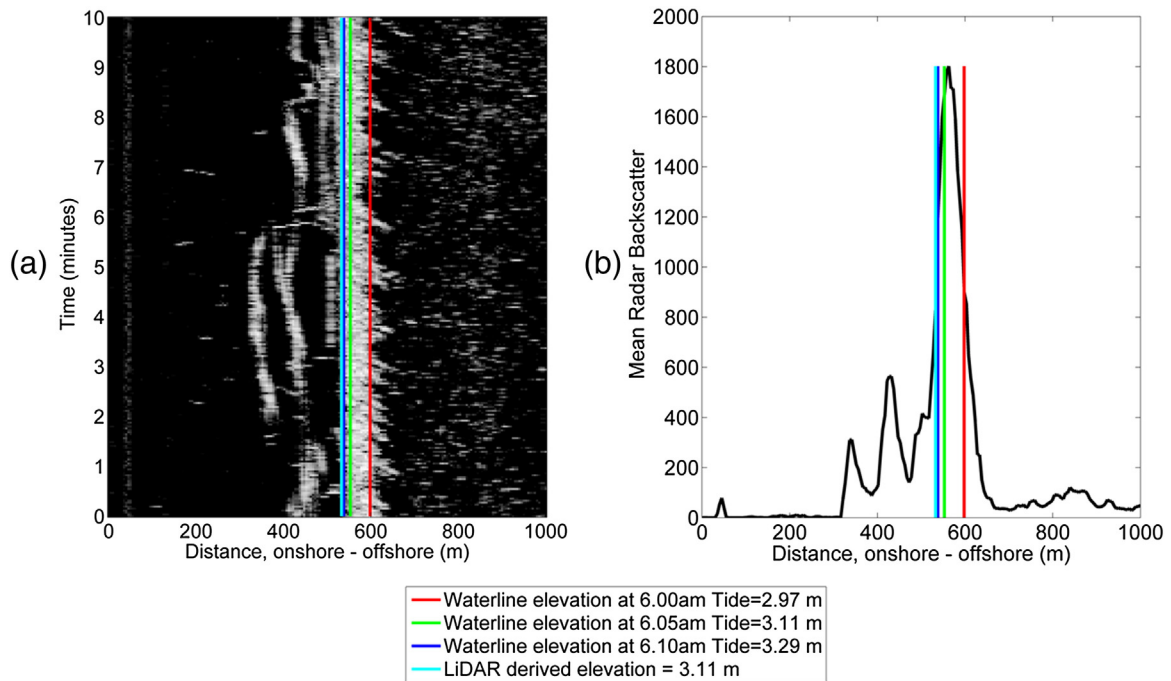 (a)
Time (minutes)
10
9
8
7
6
5
4
3
2
1
0
0 200 400 600 800 1000
Distance, onshore - offshore (m)
(b)
Mean Radar Backscatter
2000
1800
1600
1400
1200
1000
800
600
400
200
0
0 200 400 600 800 1000
Distance, onshore - offshore (m)
Waterline elevation at 6.00am Tide=2.97 m
Waterline elevation at 6.05am Tide=3.11 m
Waterline elevation at 6.10am Tide=3.29 m
LiDAR derived elevation = 3.11 m